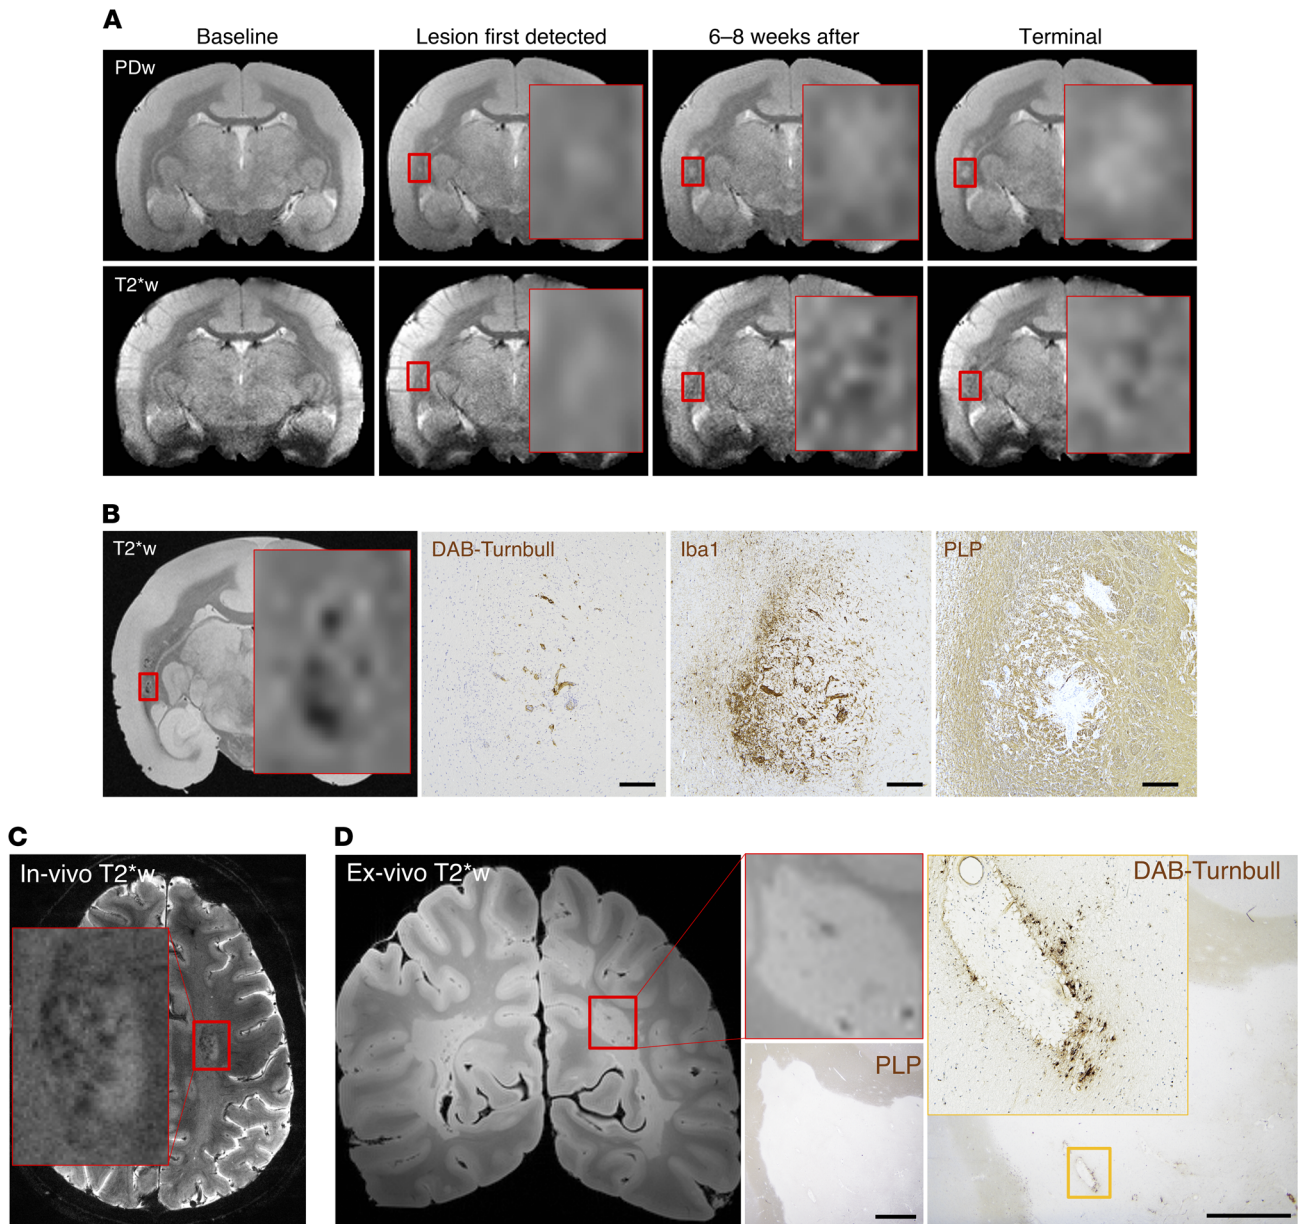 A
Baseline
Lesion first detected
6–8 weeks after
Terminal
PDw
T2*w
B
T2*w
DAB-Turnbull
Iba1
PLP
C
In-vivo T2*w
D
Ex-vivo T2*w
PLP
DAB-Turnbull